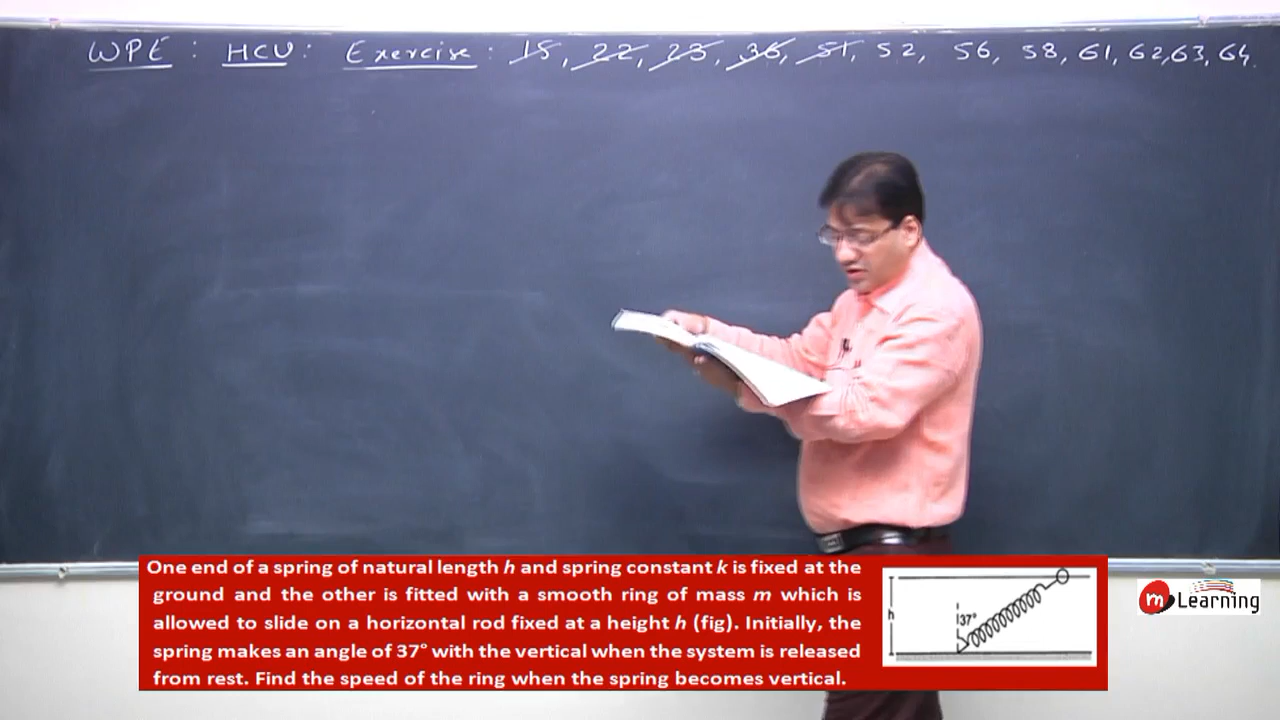 WPE : HCU : Exercise : 15, 22, 23, 36, 51, 52, 56, 58, 61, 62, 63, 64.
One end of a spring of natural length h and spring constant k is fixed at the
ground and the other is fitted with a smooth ring of mass m which is
allowed to slide on a horizontal rod fixed at a height h (fig). Initially, the
spring makes an angle of 37° with the vertical when the system is released
from rest. Find the speed of the ring when the spring becomes vertical.
h
37°
m Learning